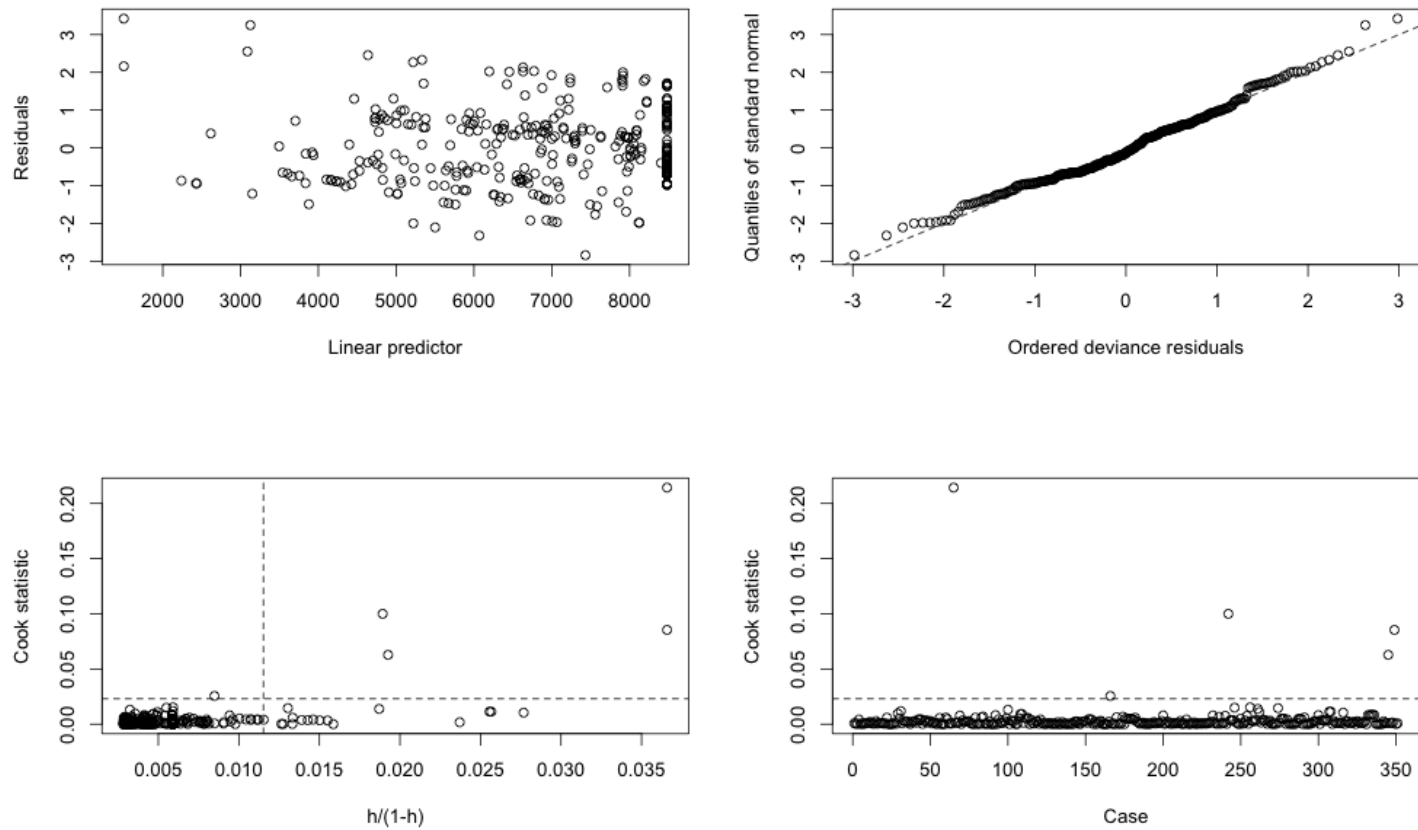 Residuals
3
2
1
0
-1
-2
-3
2000 3000 4000 5000 6000 7000 8000
Linear predictor
Quantiles of standard normal
3
2
1
0
-1
-2
-3
-3 -2 -1 0 1 2 3
Ordered deviance residuals
Cook statistic
0.20
0.15
0.10
0.05
0.00
0.005 0.010 0.015 0.020 0.025 0.030 0.035
h/(1-h)
Cook statistic
0.20
0.15
0.10
0.05
0.00
0 50 100 150 200 250 300 350
Case